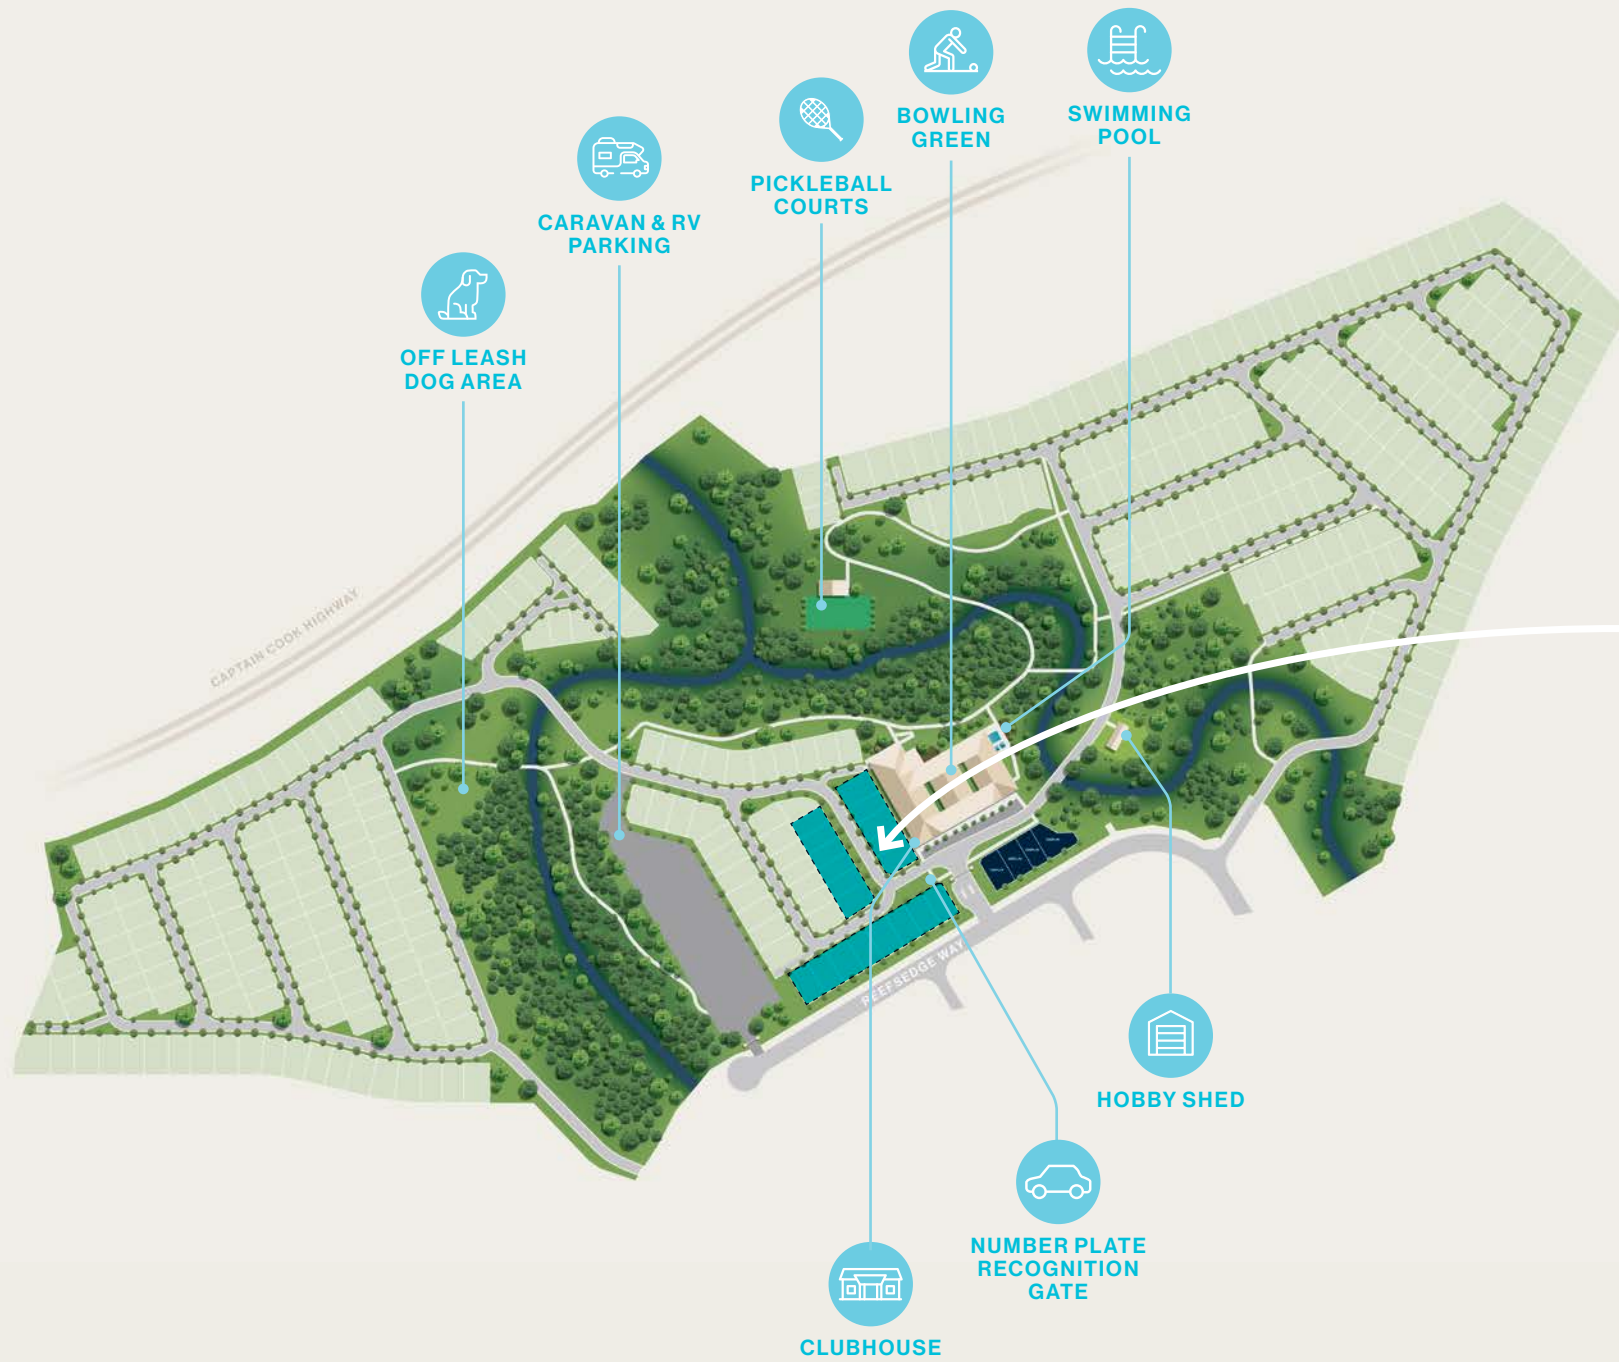 BOWLING
GREEN
SWIMMING
POOL
PICKLEBALL
COURTS
CARAVAN & RV
PARKING
OFF LEASH
DOG AREA
CAPTAIN COOK HIGHWAY
REEFSEDGE WAY
HOBBY SHED
NUMBER PLATE
RECOGNITION
GATE
CLUBHOUSE